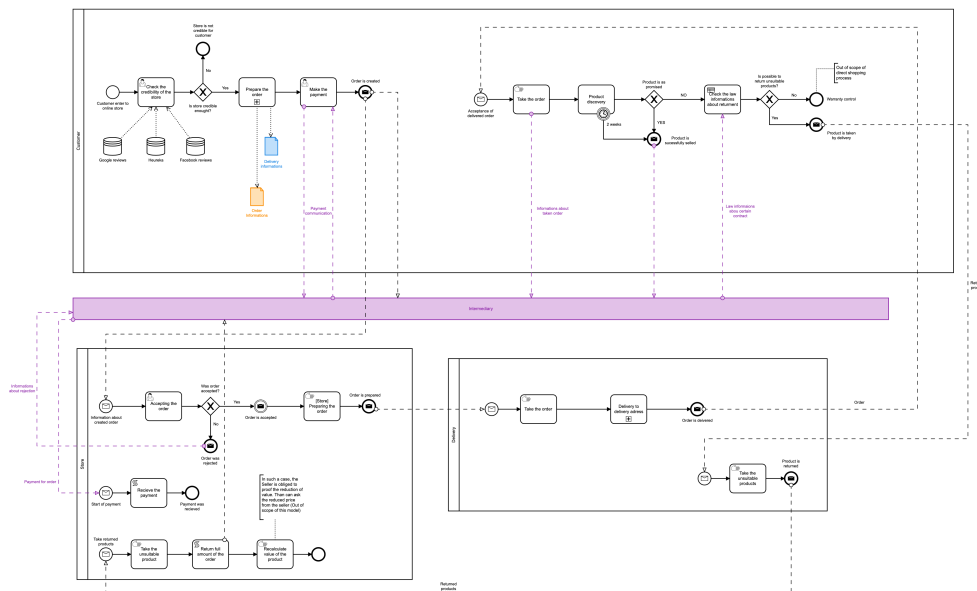 Store is not
credible for
customer
No
Customer enter to
online store
Check the
credibility of the
store
Is store credible
enough?
Yes
Prepare the
order
Make the
payment
Order is created
Google reviews
Heureka
Facebook reviews
Delivery
informations
Order
informations
Payment
communication
Customer
Acceptance of
delivered order
Take the order
Product
discovery
2 weeks
Product is as
promised
NO
YES
Product is
sucessfully selled
Check the law
informations
about returnment
Is possible to
return unsuitable
products?
No
Yes
Out of scope of
direct shopping
process
Warranty control
Product is taken
by delivery
Informations about
taken order
Law informations
abou certain
contract
Intermediary
Informations
about rejection
Payment for order
Store
Information about
created order
Accepting the
order
Was order
accepted?
Yes
No
Order was
rejected
Order is accepted
[Store]
Preparing the
order
Order is prepared
Start of payment
Recieve the
payment
Payment was
recieved
In such a case, the
Seller is obliged to
proof the reduction of
value. Than can ask
the reduced price
from the seller (Out of
scope of this model)
Take returned
products
Take the
unsuitable
product
Return full
amount of the
order
Recalculate
value of the
product
Delivery
Take the order
Delivery to
delivery adress
Order is delivered
Order
Take the
unsuitable
products
Product is
returned
Returned
products